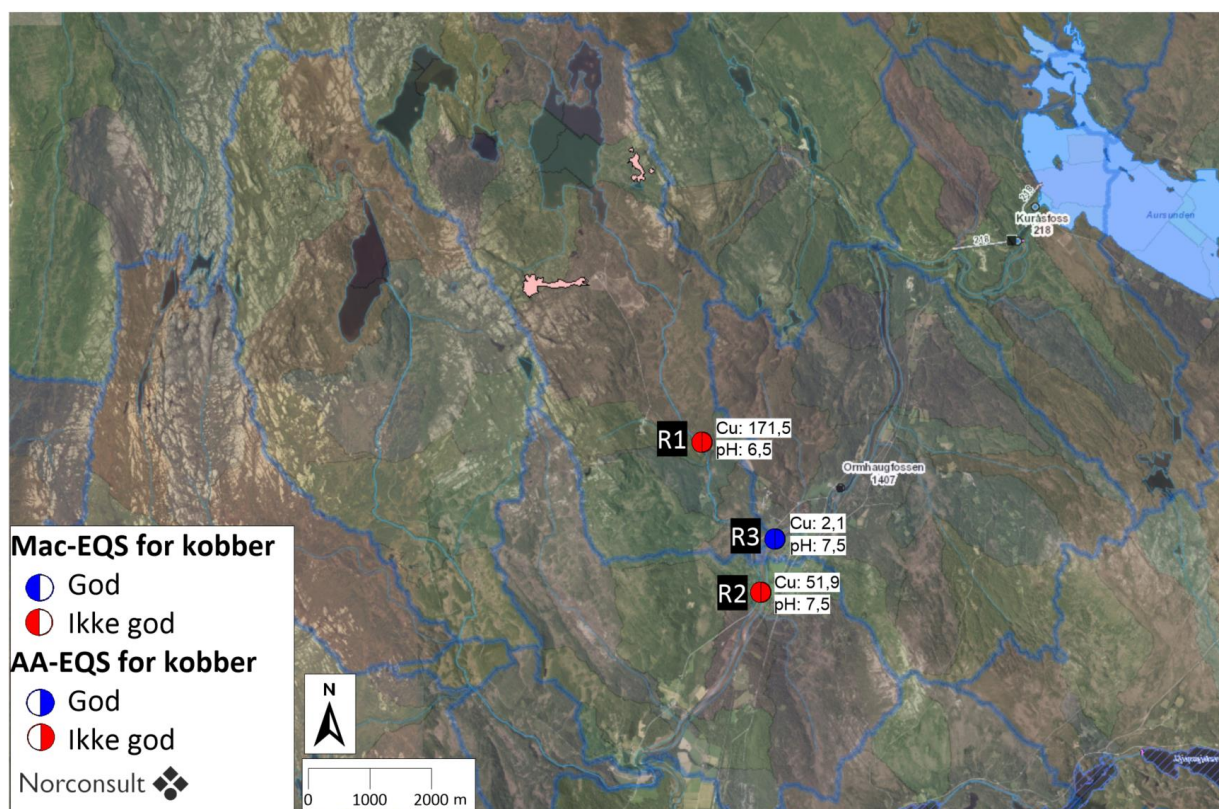 Aursunden
219
Kuråsfoss
218
218
R1
Cu: 171,5
pH: 6,5
Ormhaugfossen
1407
R3
Cu: 2,1
pH: 7,5
R2
Cu: 51,9
pH: 7,5
Mac-EQS for kobber
God
Ikke god
AA-EQS for kobber
God
Ikke god
Norconsult
N
0 1000 2000 m